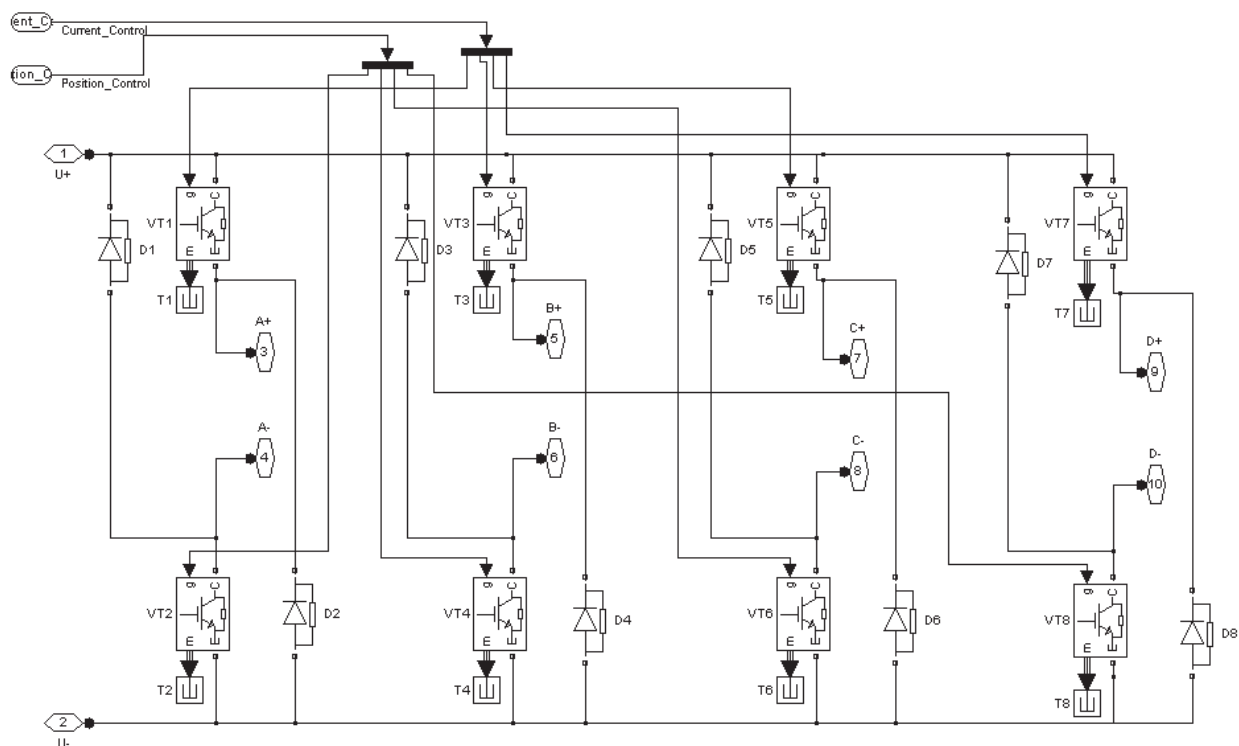 ent_C
Current_Control
tion_C
Position_Control
1
U+
g C
VT1
m E
D1
T1
g C
VT3
m E
D3
T3
g C
VT5
m E
D5
T5
g C
VT7
m E
D7
T7
A+
3
B+
5
C+
7
D+
9
A-
4
B-
6
C-
8
D-
10
g C
VT2
m E
D2
T2
g C
VT4
m E
D4
T4
g C
VT6
m E
D6
T6
g C
VT8
m E
D8
T8
2
U-